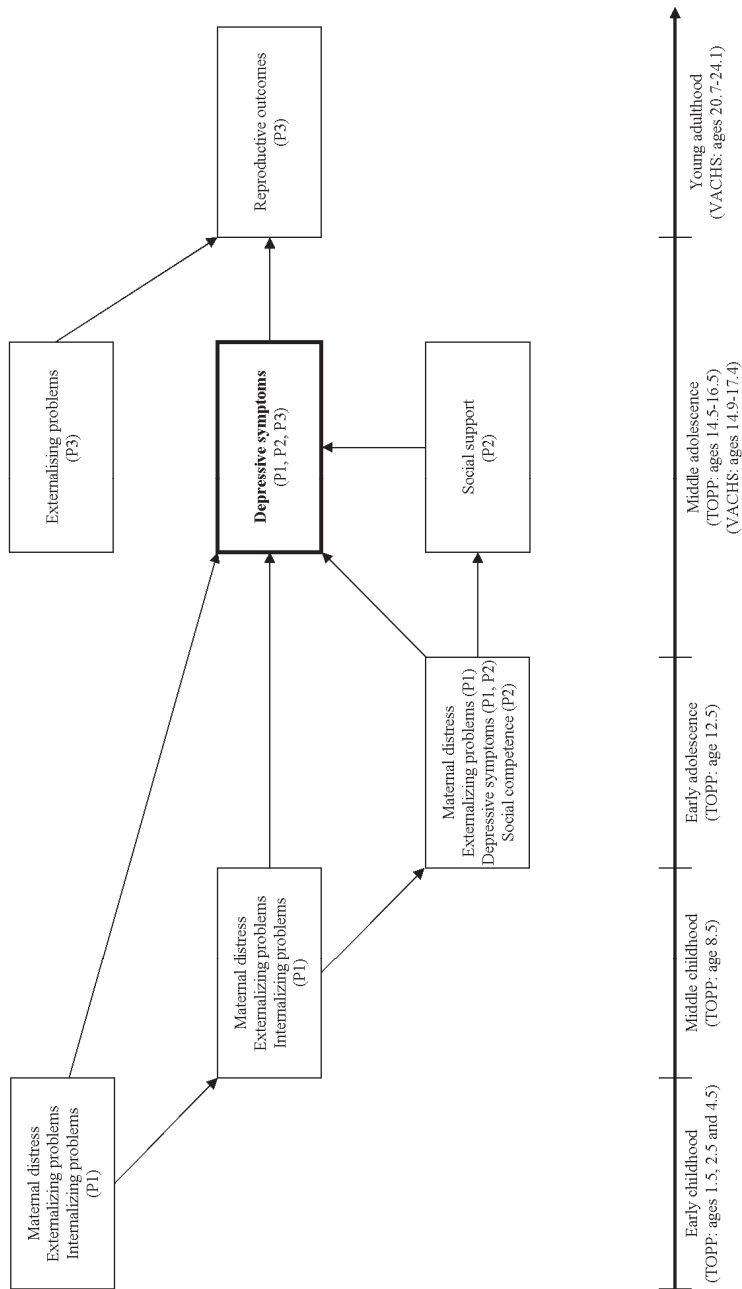 Maternal distress
Externalizing problems
Internalizing problems
(P1)
Maternal distress
Externalizing problems
Internalizing problems
(P1)
Maternal distress
Externalizing problems (P1)
Depressive symptoms (P1, P2)
Social competence (P2)
Externalising problems
(P3)
Depressive symptoms
(P1, P2, P3)
Social support
(P2)
Reproductive outcomes
(P3)
Early childhood
(TOPP: ages 1.5, 2.5 and 4.5)
Middle childhood
(TOPP: age 8.5)
Early adolescence
(TOPP: age 12.5)
Middle adolescence
(TOPP: ages 14.5-16.5)
(VACHS: ages 14.9-17.4)
Young adulthood
(VACHS: ages 20.7-24.1)